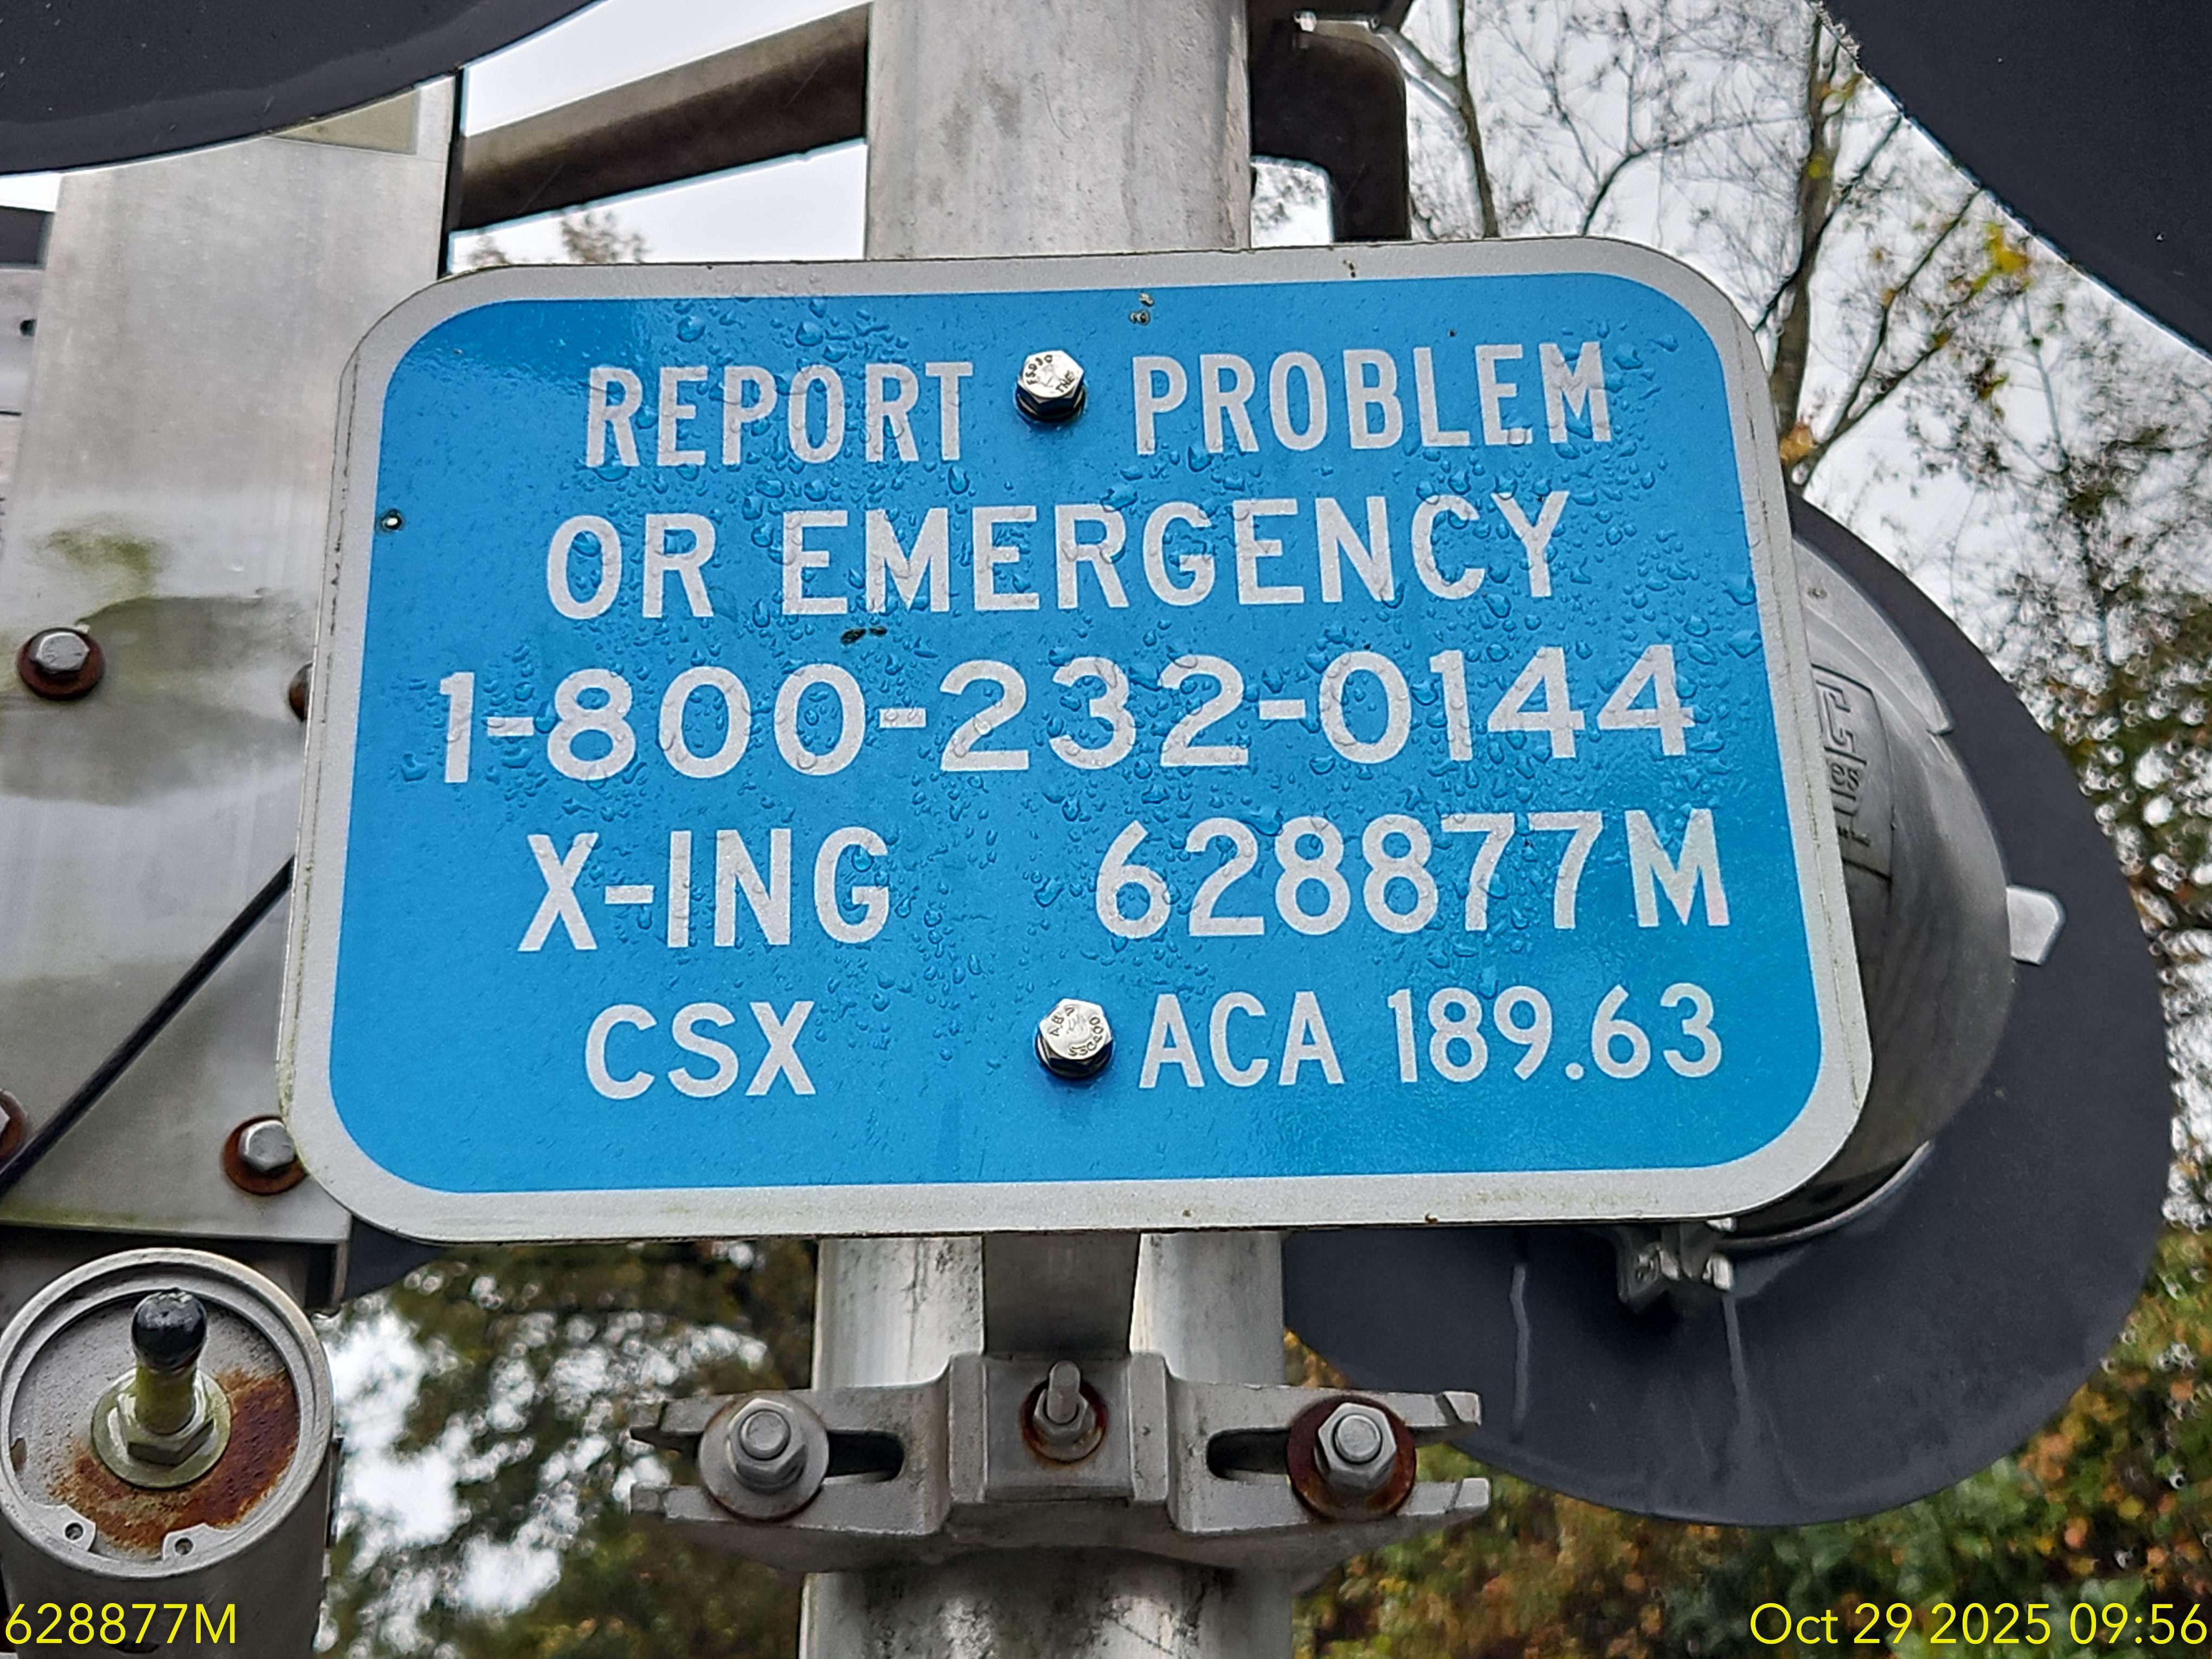 REPORT PROBLEM
OR EMERGENCY
1-800-232-0144
X-ING 628877M
CSX ACA 189.63
628877M
Oct 29 2025 09:56